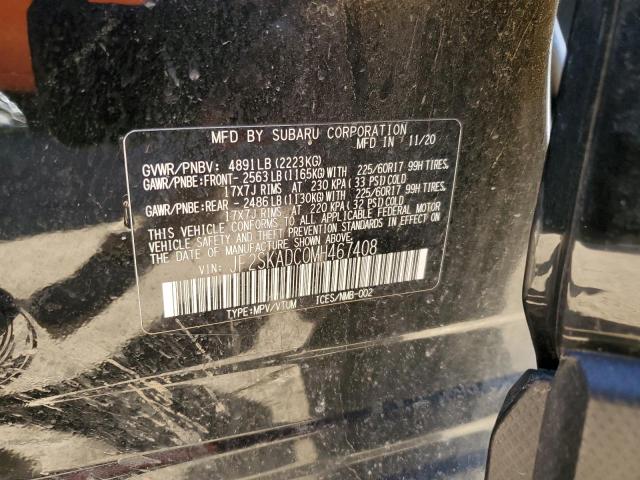 MFD BY SUBARU CORPORATION
MFD IN 11/20
GVWR/PNBV: 4891LB (2223KG)
GAWR/PNBE:FRONT- 2563LB (1165KG) WITH 225/60R17 99H TIRES,
17X7J RIMS AT 230 KPA (33 PSI) COLD
GAWR/PNBE:REAR - 2486LB (1130KG) WITH 225/60R17 99H TIRES,
17X7J RIMS AT 220 KPA (32 PSI) COLD
THIS VEHICLE CONFORMS TO ALL APPLICABLE FEDERAL MOTOR
VEHICLE SAFETY AND THEFT PREVENTION STANDARDS IN EFFECT ON
THE DATE OF MANUFACTURE SHOWN ABOVE.
VIN: JF2SKADC0MH467408
TYPE:MPV/VTUM ICES/NMB-002